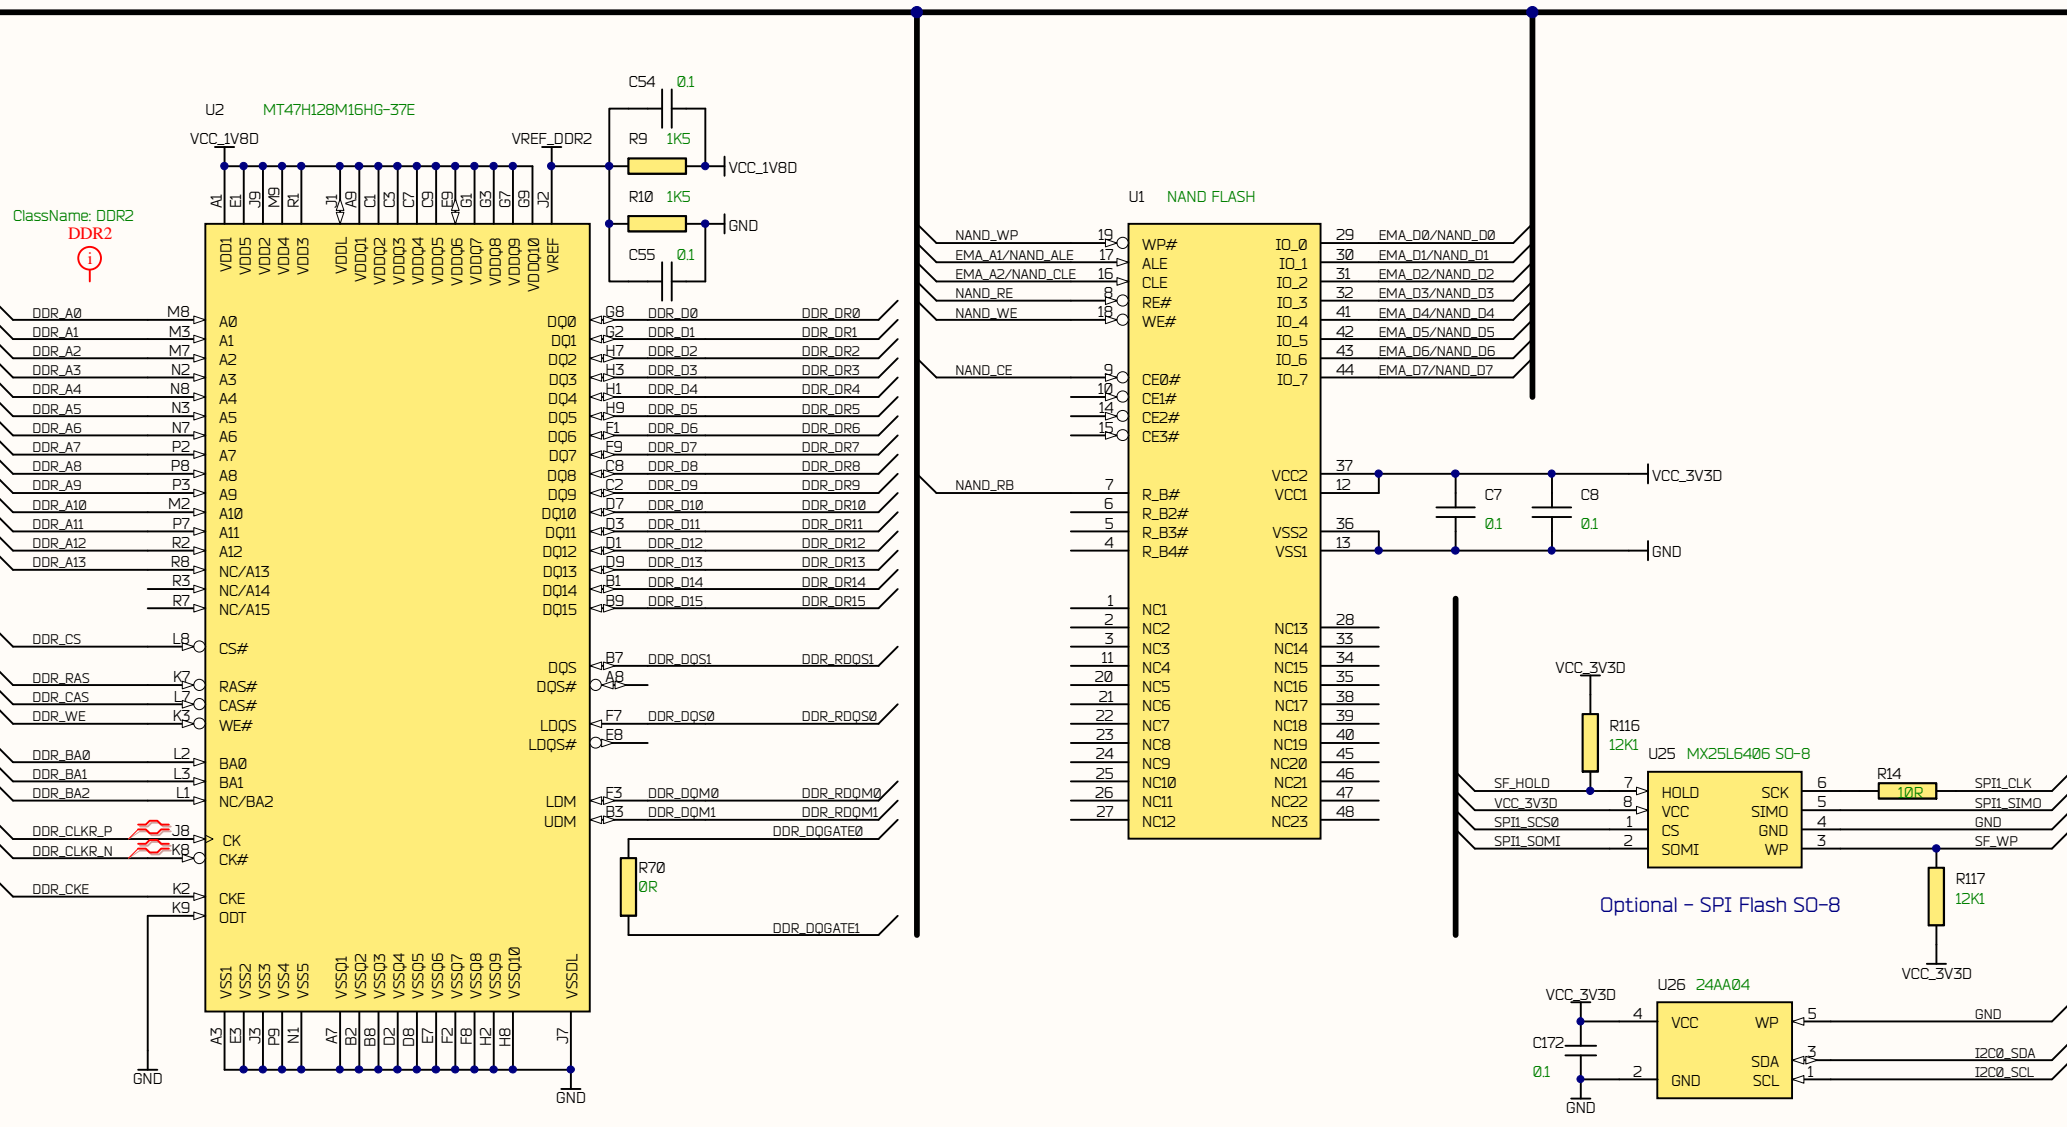 C54 0.1
U2 MT47H128M16HG-37E
VCC_1V8D
VREF_DDR2
R9 1K5
VCC_1V8D
R10 1K5
GND
C55 0.1
A1 E1 J9 M9 R1 J1 A9 C1 C3 C7 C9 E9 G1 G3 G7 G9 J2
VDD1 VDD5 VDD2 VDD4 VDD3 VDDL VDDQ1 VDDQ2 VDDQ3 VDDQ4 VDDQ5 VDDQ6 VDDQ7 VDDQ8 VDDQ9 VDDQ10 VREF
ClassName: DDR2
DDR2
i
DDR_A0 M8 A0
DDR_A1 M3 A1
DDR_A2 M7 A2
DDR_A3 N2 A3
DDR_A4 N8 A4
DDR_A5 N3 A5
DDR_A6 N7 A6
DDR_A7 P2 A7
DDR_A8 P8 A8
DDR_A9 P3 A9
DDR_A10 M2 A10
DDR_A11 P7 A11
DDR_A12 R2 A12
DDR_A13 R8 NC/A13
R3 NC/A14
R7 NC/A15
DDR_CS L8 CS#
DDR_RAS K7 RAS#
DDR_CAS L7 CAS#
DDR_WE K3 WE#
DDR_BA0 L2 BA0
DDR_BA1 L3 BA1
DDR_BA2 L1 NC/BA2
DDR_CLKR_P J8 CK
DDR_CLKR_N K8 CK#
DDR_CKE K2 CKE
K9 ODT
GND
DQ0 G8 DDR_D0 DDR_DR0
DQ1 G2 DDR_D1 DDR_DR1
DQ2 H7 DDR_D2 DDR_DR2
DQ3 H3 DDR_D3 DDR_DR3
DQ4 H1 DDR_D4 DDR_DR4
DQ5 H9 DDR_D5 DDR_DR5
DQ6 F1 DDR_D6 DDR_DR6
DQ7 F9 DDR_D7 DDR_DR7
DQ8 C8 DDR_D8 DDR_DR8
DQ9 C2 DDR_D9 DDR_DR9
DQ10 D7 DDR_D10 DDR_DR10
DQ11 D3 DDR_D11 DDR_DR11
DQ12 D1 DDR_D12 DDR_DR12
DQ13 D9 DDR_D13 DDR_DR13
DQ14 B1 DDR_D14 DDR_DR14
DQ15 B9 DDR_D15 DDR_DR15
DQS B7 DDR_DQS1 DDR_RDQS1
DQS# A8
LDQS F7 DDR_DQS0 DDR_RDQS0
LDQS# E8
LDM F3 DDR_DQM0 DDR_RDQM0
UDM B3 DDR_DQM1 DDR_RDQM1
DDR_DQGATE0
R70
0R
DDR_DQGATE1
VSS1 VSS2 VSS3 VSS4 VSS5 VSSQ1 VSSQ2 VSSQ3 VSSQ4 VSSQ5 VSSQ6 VSSQ7 VSSQ8 VSSQ9 VSSQ10 VSSDL
A3 E3 J3 P9 N1 A7 B2 B8 D2 D8 E7 F2 F8 H2 H8 J7
GND
U1 NAND FLASH
NAND_WP 19 WP#
EMA_A1/NAND_ALE 17 ALE
EMA_A2/NAND_CLE 16 CLE
NAND_RE 8 RE#
NAND_WE 18 WE#
NAND_CE 9 CE0#
10 CE1#
14 CE2#
15 CE3#
NAND_RB 7 R_B#
6 R_B2#
5 R_B3#
4 R_B4#
1 NC1
2 NC2
3 NC3
11 NC4
20 NC5
21 NC6
22 NC7
23 NC8
24 NC9
25 NC10
26 NC11
27 NC12
IO_0 29 EMA_D0/NAND_D0
IO_1 30 EMA_D1/NAND_D1
IO_2 31 EMA_D2/NAND_D2
IO_3 32 EMA_D3/NAND_D3
IO_4 41 EMA_D4/NAND_D4
IO_5 42 EMA_D5/NAND_D5
IO_6 43 EMA_D6/NAND_D6
IO_7 44 EMA_D7/NAND_D7
VCC2 37 VCC_3V3D
VCC1 12
C7 0.1
C8 0.1
VSS2 36
VSS1 13 GND
NC13 28
NC14 33
NC15 34
NC16 35
NC17 38
NC18 39
NC19 40
NC20 45
NC21 46
NC22 47
NC23 48
VCC_3V3D
R116
12K1
U25 MX25L6406 SO-8
SF_HOLD 7 HOLD
VCC_3V3D 8 VCC
SPI1_SCS0 1 CS
SPI1_SOMI 2 SOMI
SCK 6 R14 10R SPI1_CLK
SIMO 5 SPI1_SIMO
GND 4 GND
WP 3 SF_WP
R117
12K1
VCC_3V3D
Optional - SPI Flash SO-8
U26 24AA04
VCC_3V3D
4 VCC
C172
0.1
2 GND
GND
WP 5 GND
SDA 3 I2C0_SDA
SCL 1 I2C0_SCL